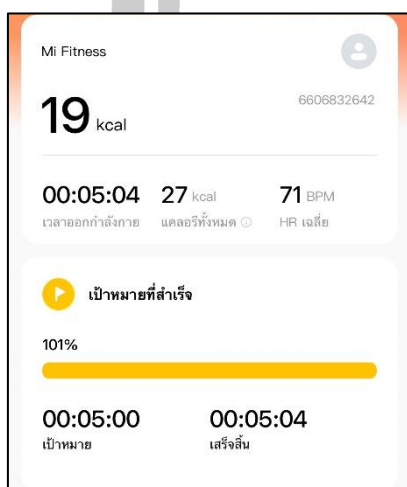 Mi Fitness
19 kcal
6606832642
00:05:04 27 kcal 71 BPM
เวลาออกกำลังกาย แคลอรีทั้งหมด HR เฉลี่ย
เป้าหมายที่สำเร็จ
101%
00:05:00 00:05:04
เป้าหมาย เสร็จสิ้น